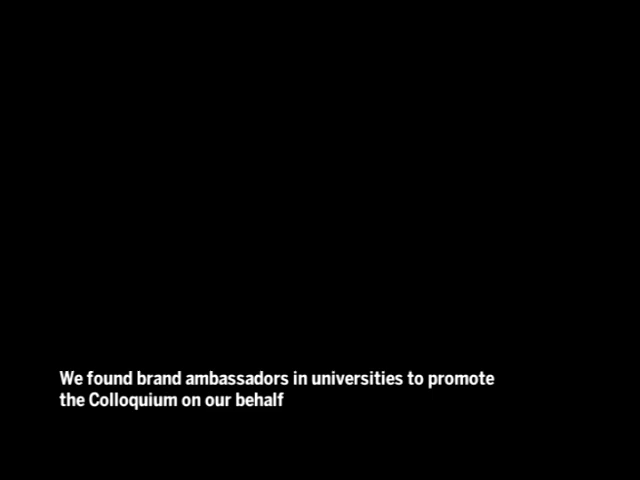 We found brand ambassadors in universities to promote
the Colloquium on our behalf